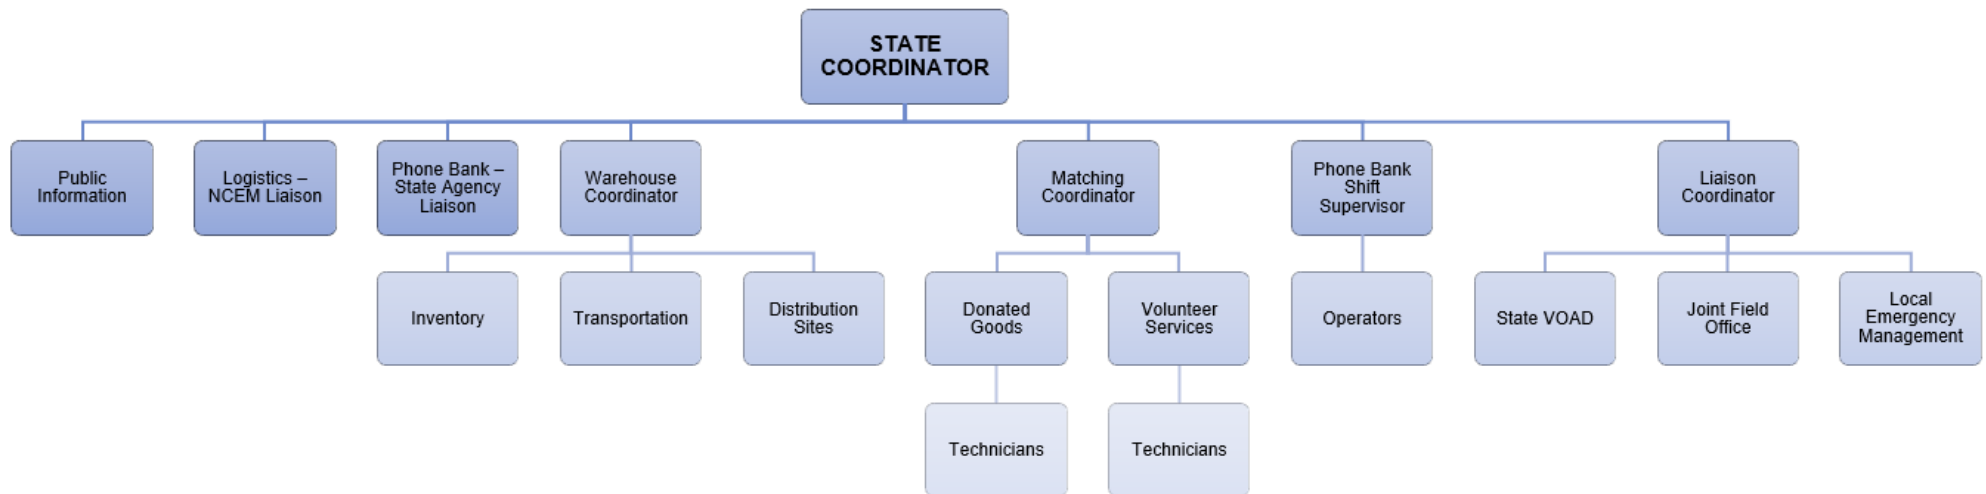 STATE
COORDINATOR
Public
Information
Logistics –
NCEM Liaison
Phone Bank –
State Agency
Liaison
Warehouse
Coordinator
Matching
Coordinator
Phone Bank
Shift
Supervisor
Liaison
Coordinator
Inventory
Transportation
Distribution
Sites
Donated
Goods
Volunteer
Services
Operators
State VOAD
Joint Field
Office
Local
Emergency
Management
Technicians
Technicians